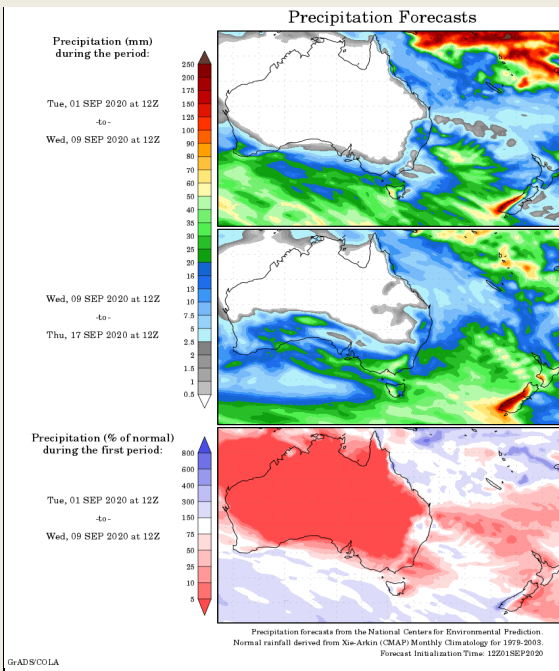 Precipitation Forecasts
Precipitation (mm)
during the period:
Tue, 01 SEP 2020 at 12Z
-to-
Wed, 09 SEP 2020 at 12Z
250
200
175
150
125
100
90
80
70
60
50
40
35
30
25
20
16
13
10
7.5
5
2.5
2
1.5
1
0.5
Wed, 09 SEP 2020 at 12Z
-to-
Thu, 17 SEP 2020 at 12Z
Precipitation (% of normal)
during the first period:
Tue, 01 SEP 2020 at 12Z
-to-
Wed, 09 SEP 2020 at 12Z
800
600
400
300
150
75
50
25
10
5
Precipitation forecasts from the National Centers for Environmental Prediction.
Normal rainfall derived from Xie-Arkin (CMAP) Monthly Climatology for 1979-2003.
Forecast Initialization Time: 12Z01SEP2020
GrADS/COLA